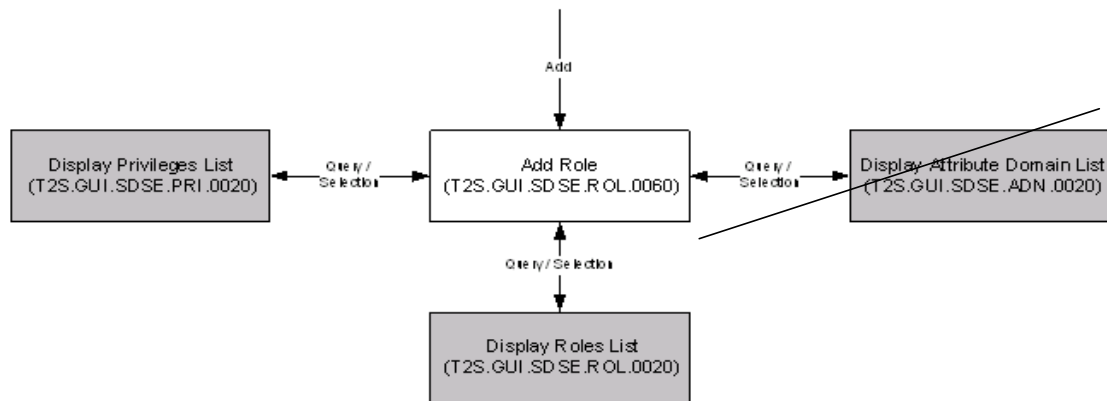 Add
Display Privileges List
(T2S.GUI.SDSE.PRI.0020)
Query /
Selection
Add Role
(T2S.GUI.SDSE.ROL.0060)
Query /
Selection
Display Attribute Domain List
(T2S.GUI.SDSE.ADN.0020)
Query / Selection
Display Roles List
(T2S.GUI.SDSE.ROL.0020)